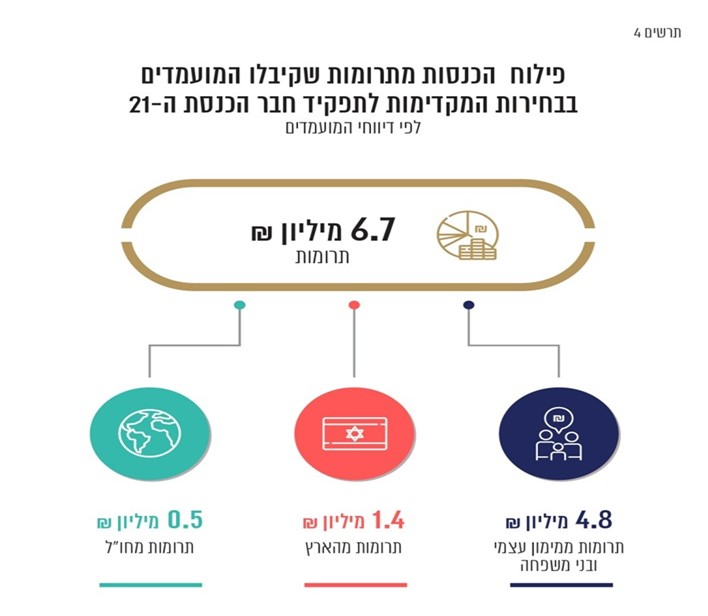 תרשים 4
פילוח הכנסות מתרומות שקיבלו המועמדים
בבחירות המקדימות לתפקיד חבר הכנסת ה-21
לפי דיווחי המועמדים
6.7 מיליון ₪
תרומות
₪
₪
4.8 מיליון ₪
תרומות ממימון עצמי
ובני משפחה
1.4 מיליון ₪
תרומות מהארץ
0.5 מיליון ₪
תרומות מחו"ל